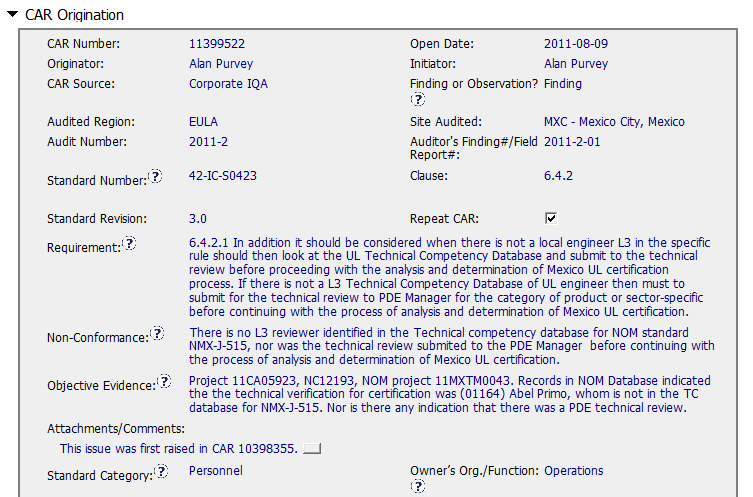 CAR Origination
CAR Number: 11399522 Open Date: 2011-08-09
Originator: Alan Purvey Initiator: Alan Purvey
CAR Source: Corporate IQA Finding or Observation? Finding
?
Audited Region: EULA Site Audited: MXC - Mexico City, Mexico
Audit Number: 2011-2 Auditor's Finding#/Field 2011-2-01
Report#:
Standard Number: ? 42-IC-S0423 Clause: 6.4.2
Standard Revision: 3.0 Repeat CAR:
Requirement: ? 6.4.2.1 In addition it should be considered when there is not a local engineer L3 in the specific
rule should then look at the UL Technical Competency Database and submit to the technical
review before proceeding with the analysis and determination of Mexico UL certification
process. If there is not a L3 Technical Competency Database of UL engineer then must to
submit for the technical review to PDE Manager for the category of product or sector-specific
before continuing with the process of analysis and determination of Mexico UL certification.
Non-Conformance: ? There is no L3 reviewer identified in the Technical competency database for NOM standard
NMX-J-515, nor was the technical review submitted to the PDE Manager before continuing with
the process of analysis and determination of Mexico UL certification.
Objective Evidence: ? Project 11CA05923, NC12193, NOM project 11MXTM0043. Records in NOM Database indicated
the the technical verification for certification was (01164) Abel Primo, whom is not in the TC
database for NMX-J-515. Nor is there any indication that there was a PDE technical review.
Attachments/Comments:
This issue was first raised in CAR 10398355.
Standard Category: ? Personnel Owner's Org./Function: Operations
?